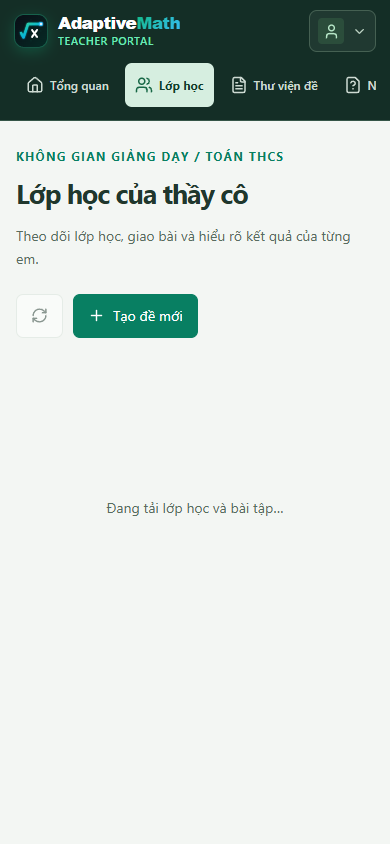 AdaptiveMath
TEACHER PORTAL
Tổng quan
Lớp học
Thư viện đề
N
KHÔNG GIAN GIẢNG DẠY / TOÁN THCS
Lớp học của thầy cô
Theo dõi lớp học, giao bài và hiểu rõ kết quả của từng
em.
Tạo đề mới
Đang tải lớp học và bài tập...